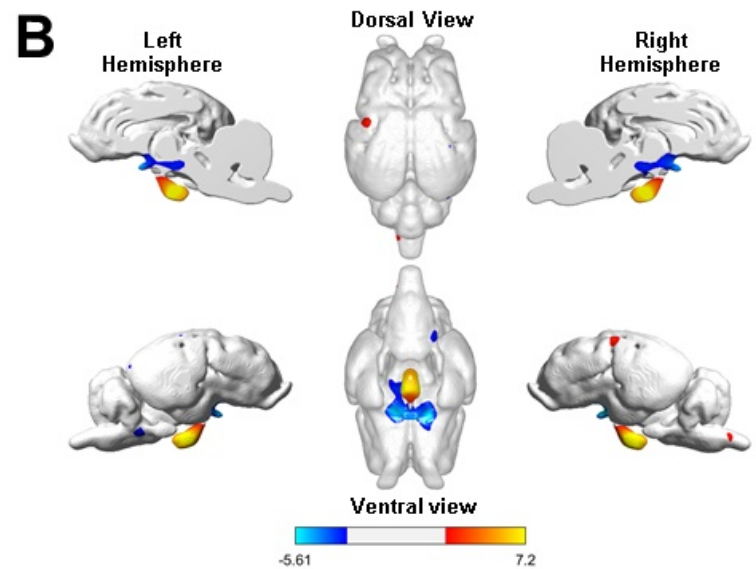 B
Left
Hemisphere
Dorsal View
Right
Hemisphere
Ventral view
-5.61
7.2